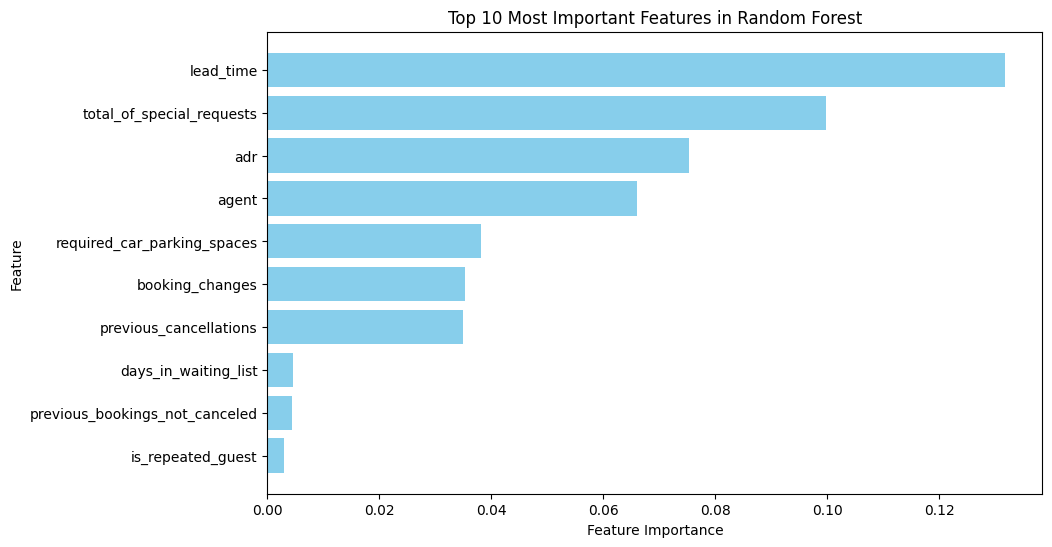 Top 10 Most Important Features in Random Forest
Feature
lead_time
total_of_special_requests
adr
agent
required_car_parking_spaces
booking_changes
previous_cancellations
days_in_waiting_list
previous_bookings_not_canceled
is_repeated_guest
0.00 0.02 0.04 0.06 0.08 0.10 0.12
Feature Importance